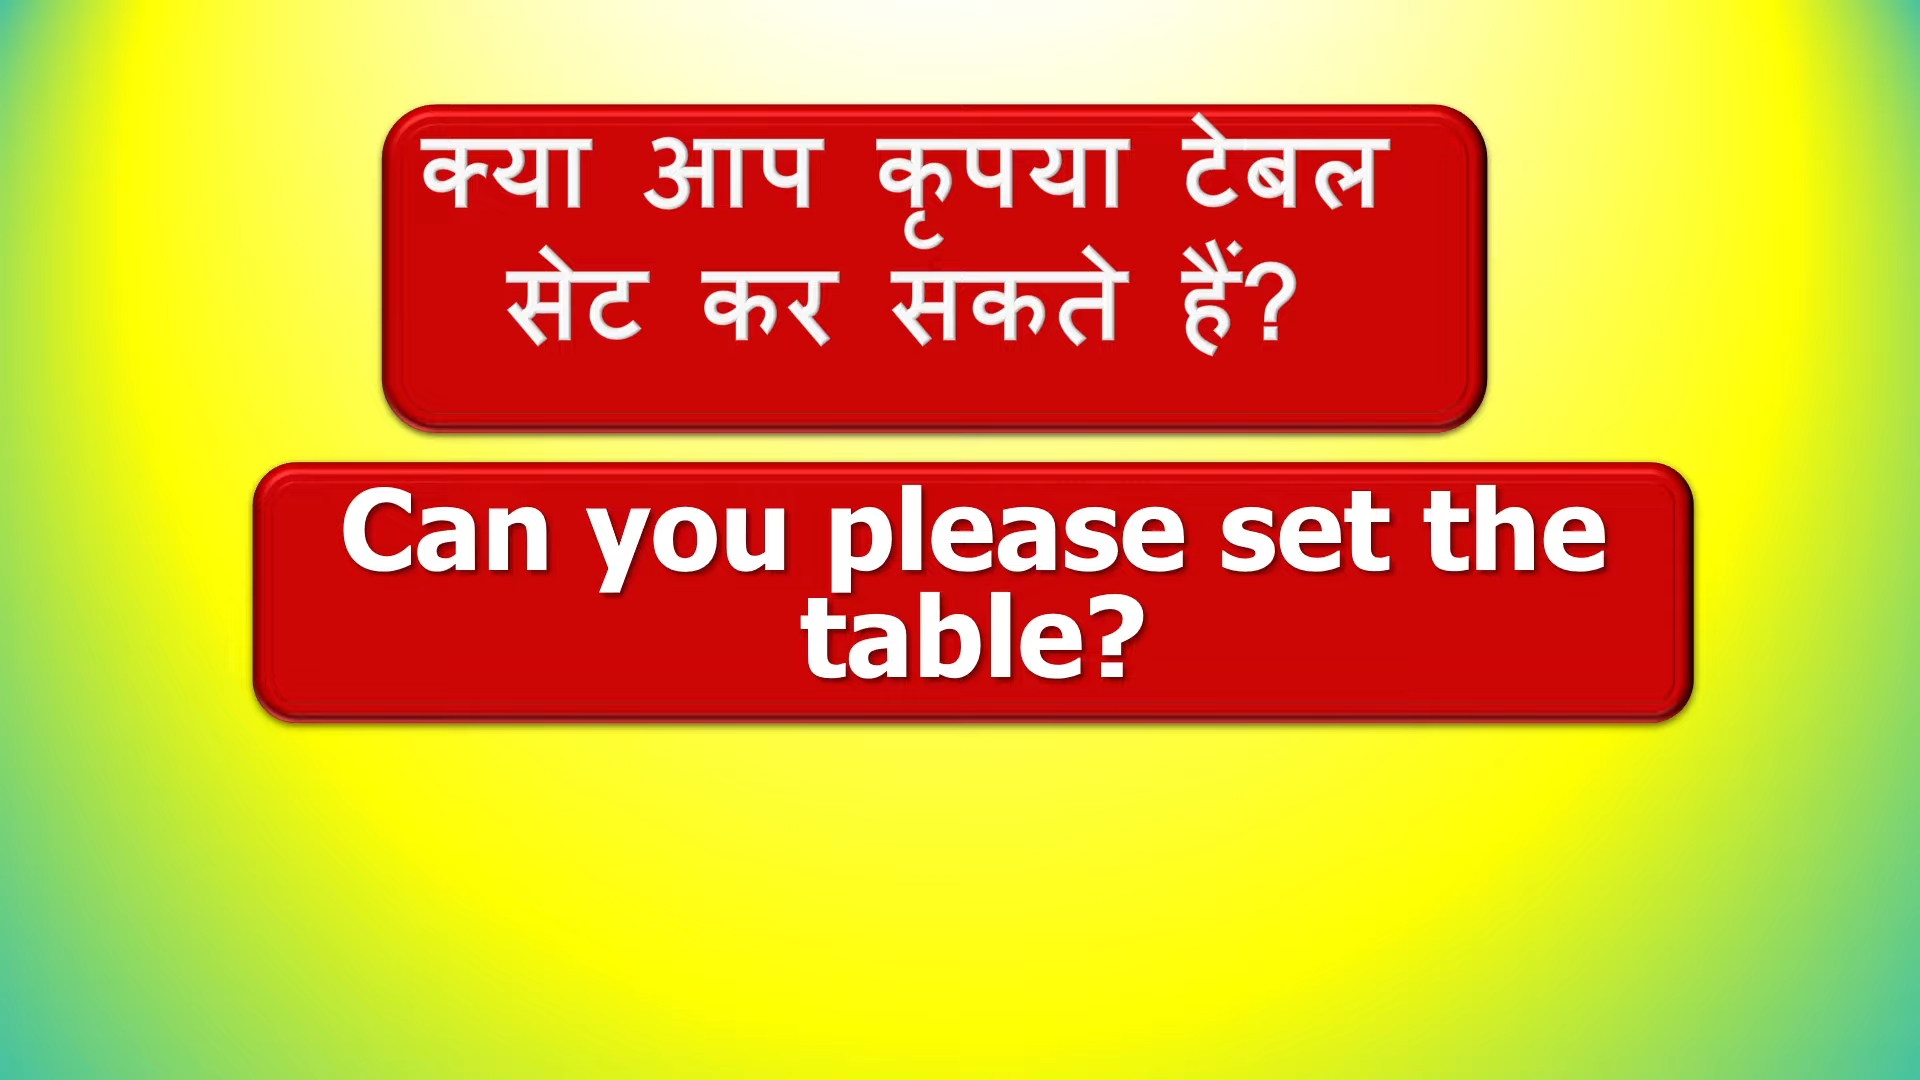 क्या आप कृपया टेबल
सेट कर सकते हैं?
Can you please set the
table?